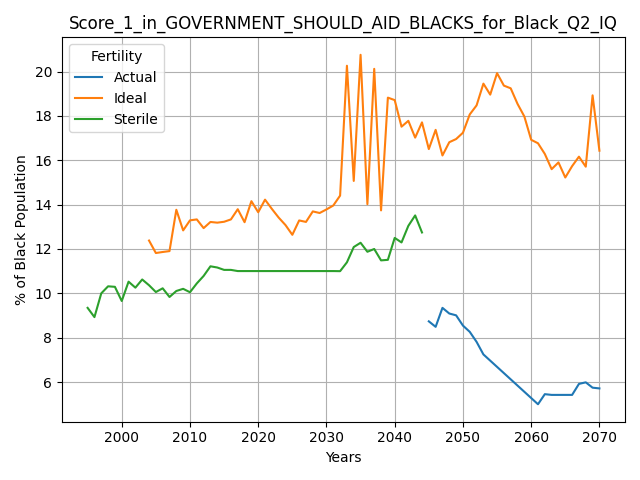 Score_1_in_GOVERNMENT_SHOULD_AID_BLACKS_for_Black_Q2_IQ
Fertility
Actual
Ideal
Sterile
% of Black Population
20
18
16
14
12
10
8
6
2000 2010 2020 2030 2040 2050 2060 2070
Years